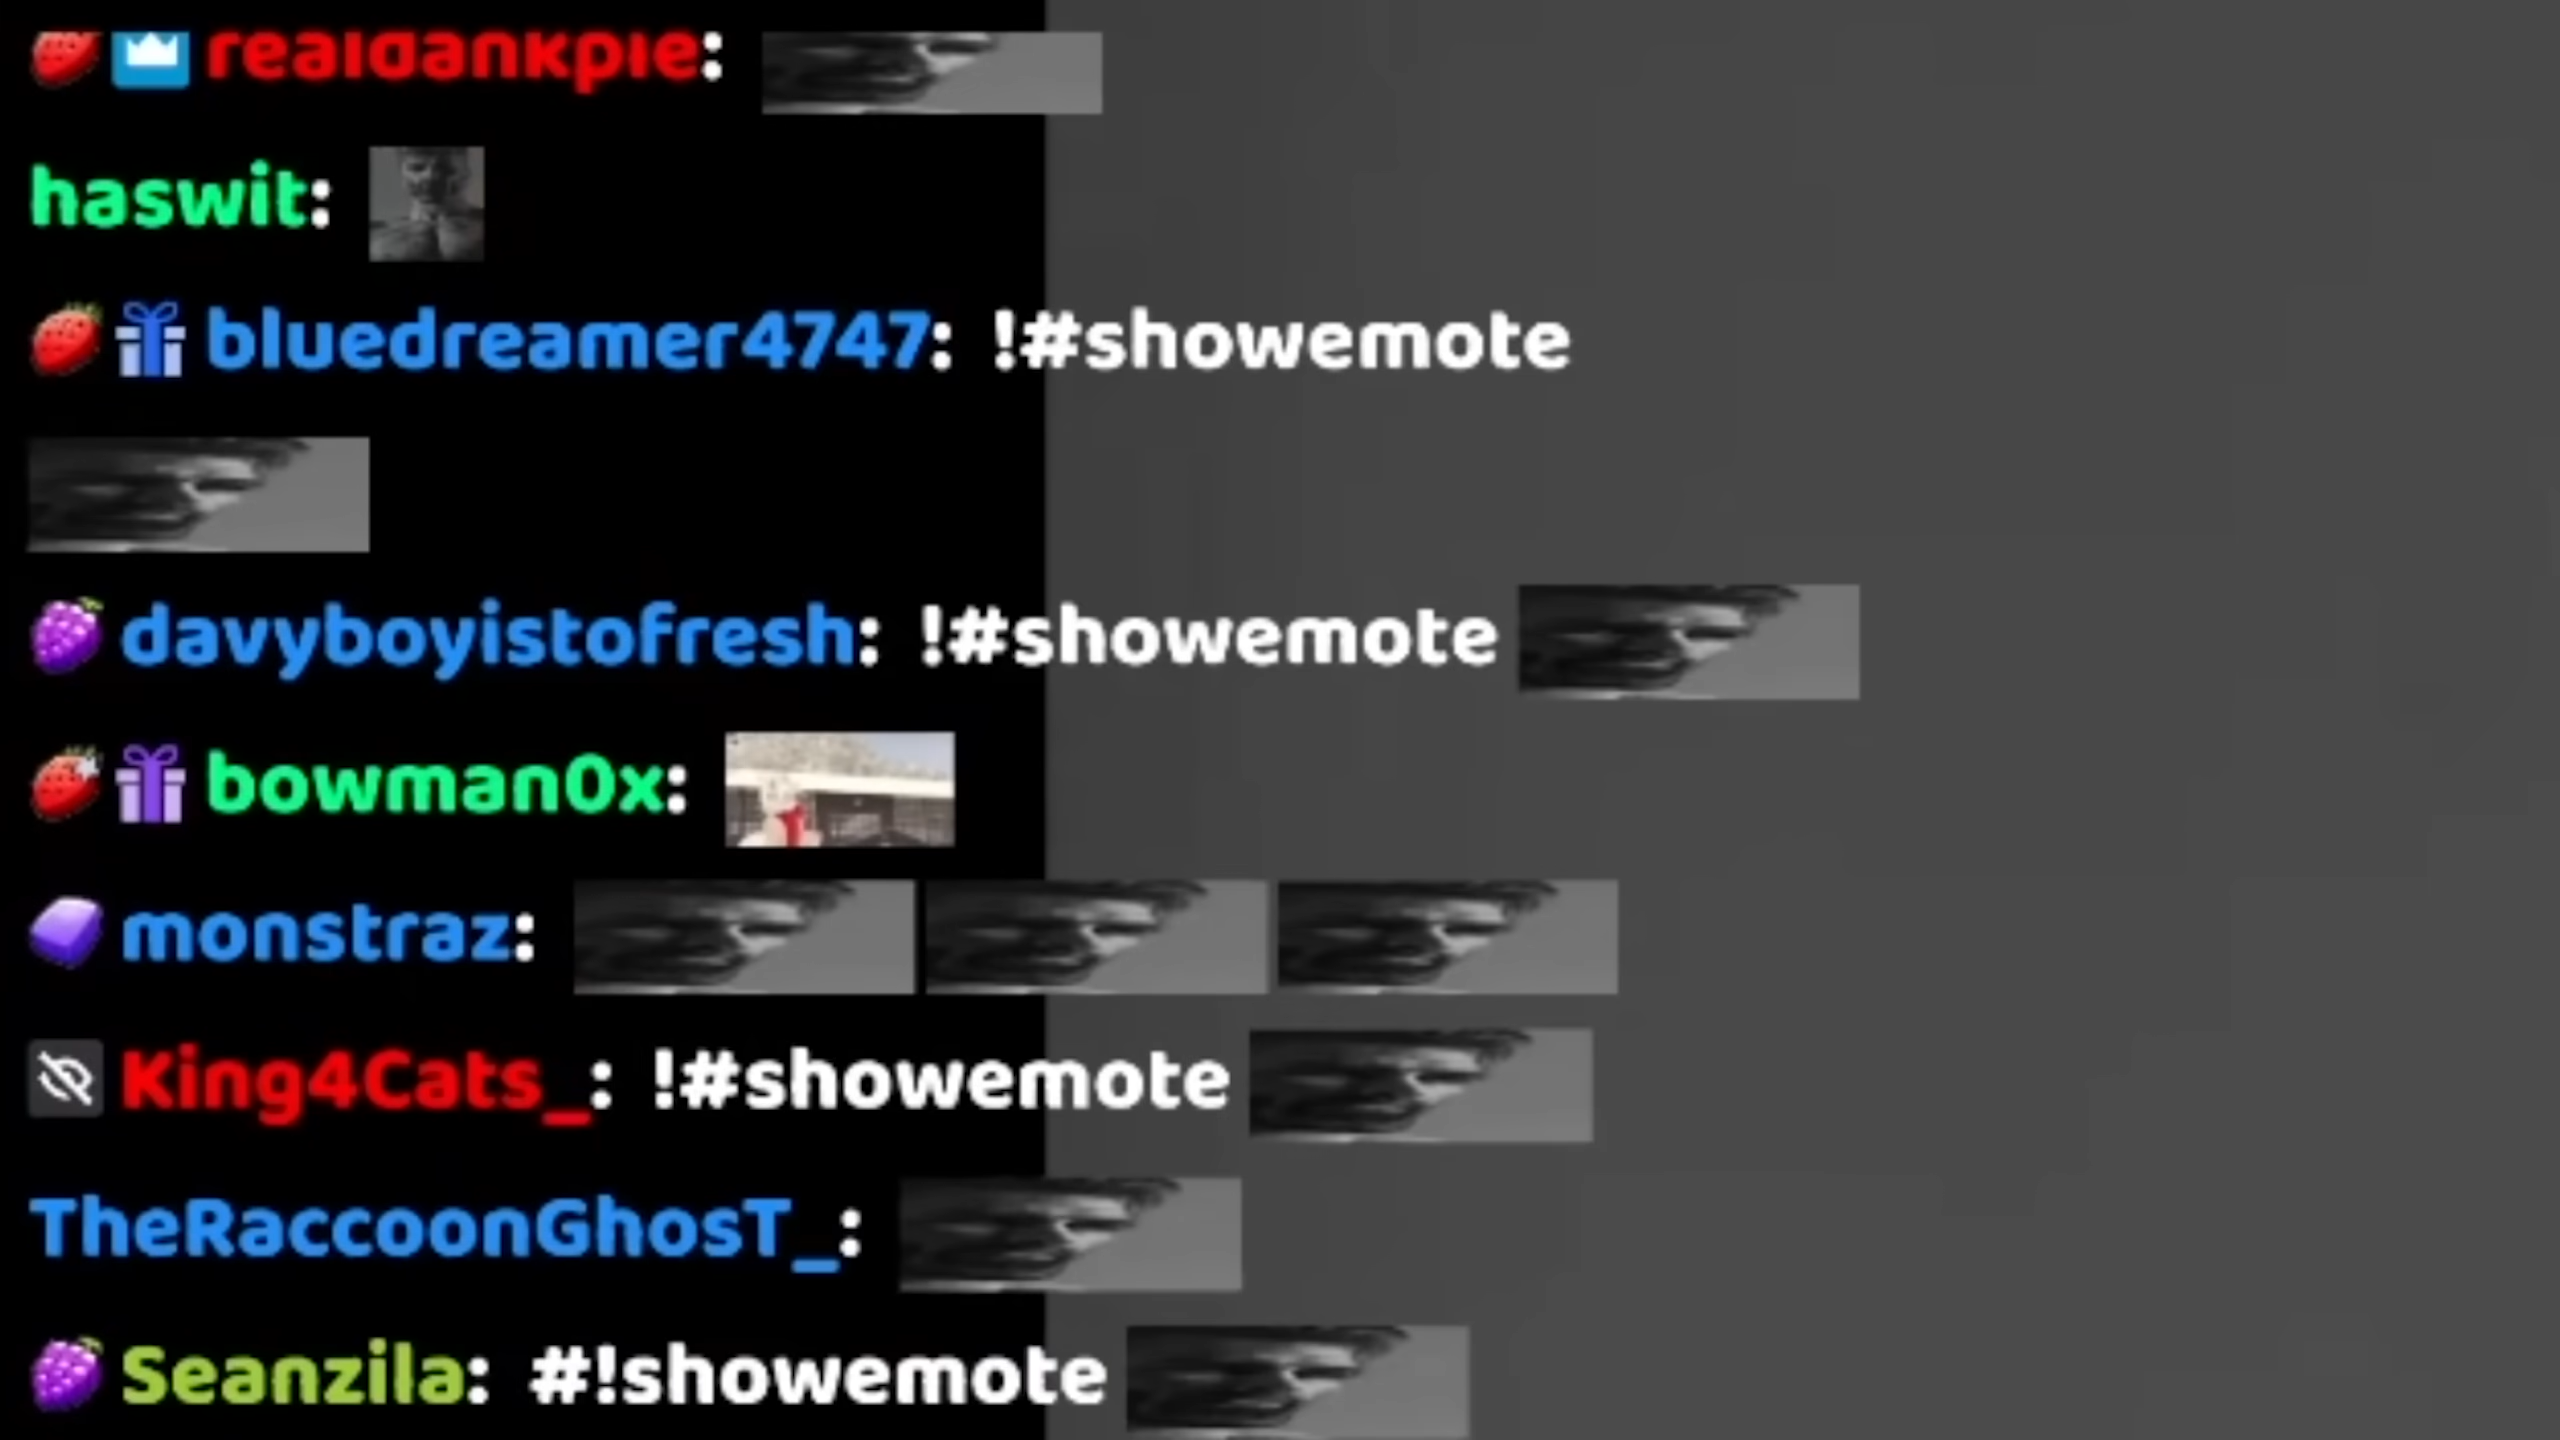 realdankpie:
haswit:
bluedreamer4747: !#showemote
davyboyistofresh: !#showemote
bowman0x:
monstraz:
King4Cats_: !#showemote
TheRaccoonGhosT_:
Seanzila: #!showemote